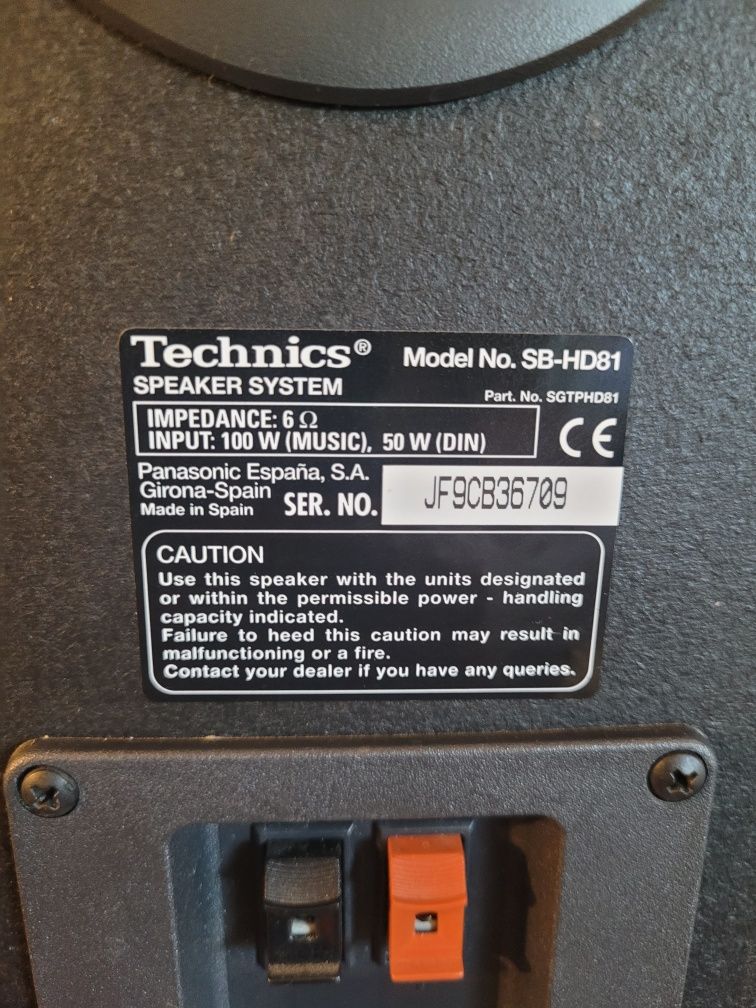 Technics® Model No. SB-HD81
SPEAKER SYSTEM
Part. No. SGTPHD81
IMPEDANCE: 6 Ω
INPUT: 100 W (MUSIC), 50 W (DIN)
CE
Panasonic España, S.A.
Girona-Spain
Made in Spain
SER. NO. JF9CB36709
CAUTION
Use this speaker with the units designated
or within the permissible power - handling
capacity indicated.
Failure to heed this caution may result in
malfunctioning or a fire.
Contact your dealer if you have any queries.